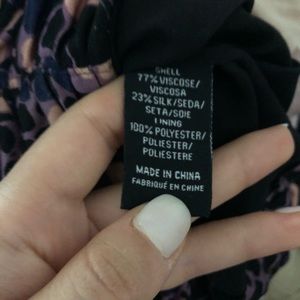 SHELL
77% VISCOSE/
VISCOSA
23% SILK/SEDA/
SETA/SOIE
LINING
100% POLYESTER/
PULIESTER/
POLIESTERE
MADE IN CHINA
FABRIQUÉ EN CHINE